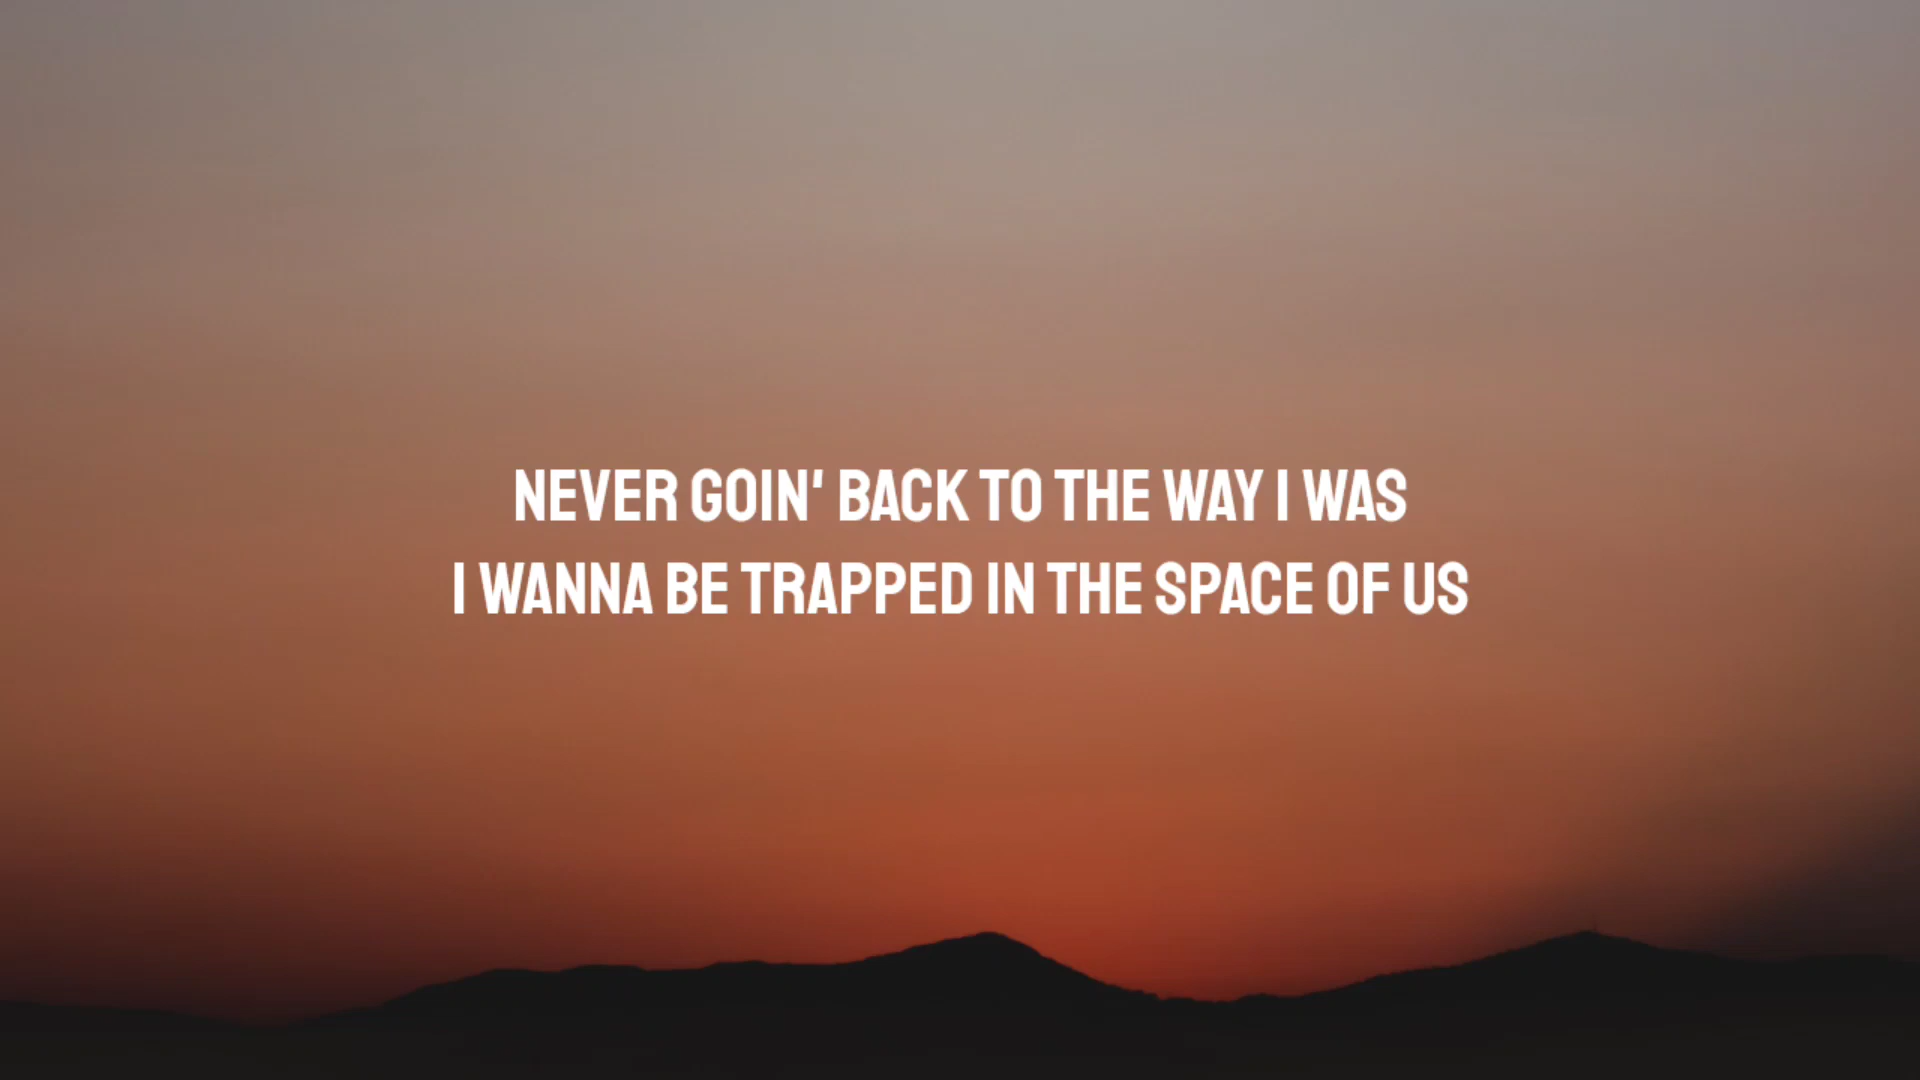 NEVER GOIN' BACK TO THE WAY I WAS
I WANNA BE TRAPPED IN THE SPACE OF US